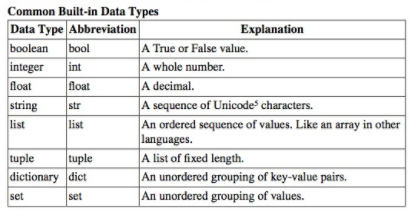 Common Built-in Data Types
Data Type Abbreviation Explanation
boolean bool A True or False value.
integer int A whole number.
float float A decimal.
string str A sequence of Unicode⁵ characters.
list list An ordered sequence of values. Like an array in other
languages.
tuple tuple A list of fixed length.
dictionary dict An unordered grouping of key-value pairs.
set set An unordered grouping of values.